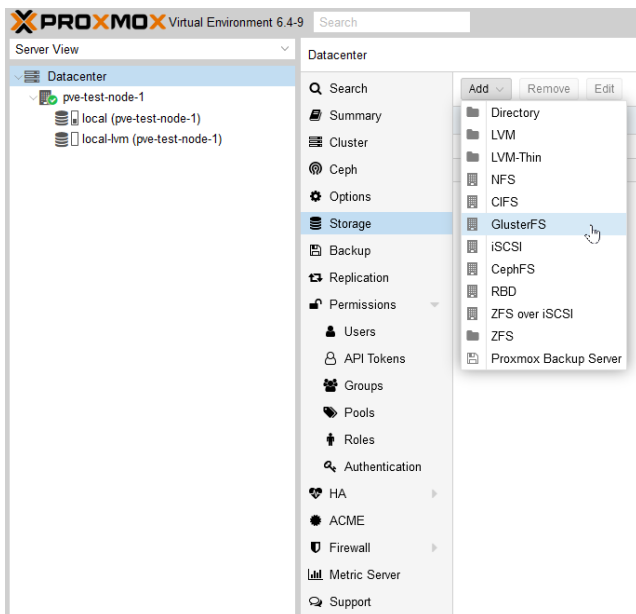 PROXMOX Virtual Environment 6.4-9 Search
Server View
Datacenter
pve-test-node-1
local (pve-test-node-1)
local-lvm (pve-test-node-1)
Datacenter
Search
Summary
Cluster
Ceph
Options
Storage
Backup
Replication
Permissions
Users
API Tokens
Groups
Pools
Roles
Authentication
HA
ACME
Firewall
Metric Server
Support
Add Remove Edit
Directory
LVM
LVM-Thin
NFS
CIFS
GlusterFS
iSCSI
CephFS
RBD
ZFS over iSCSI
ZFS
Proxmox Backup Server